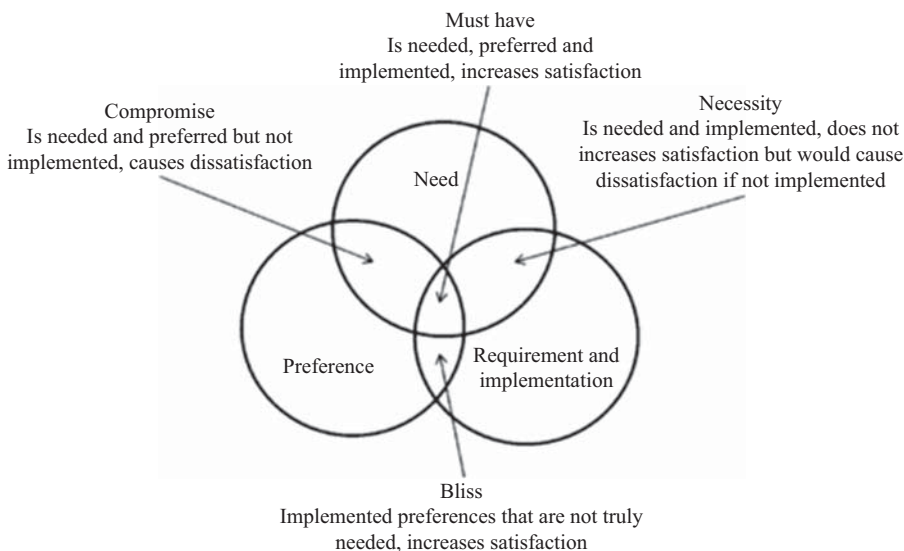 Must have
Is needed, preferred and
implemented, increases satisfaction
Compromise
Is needed and preferred but not
implemented, causes dissatisfaction
Necessity
Is needed and implemented, does not
increases satisfaction but would cause
dissatisfaction if not implemented
Need
Preference
Requirement and
implementation
Bliss
Implemented preferences that are not truly
needed, increases satisfaction